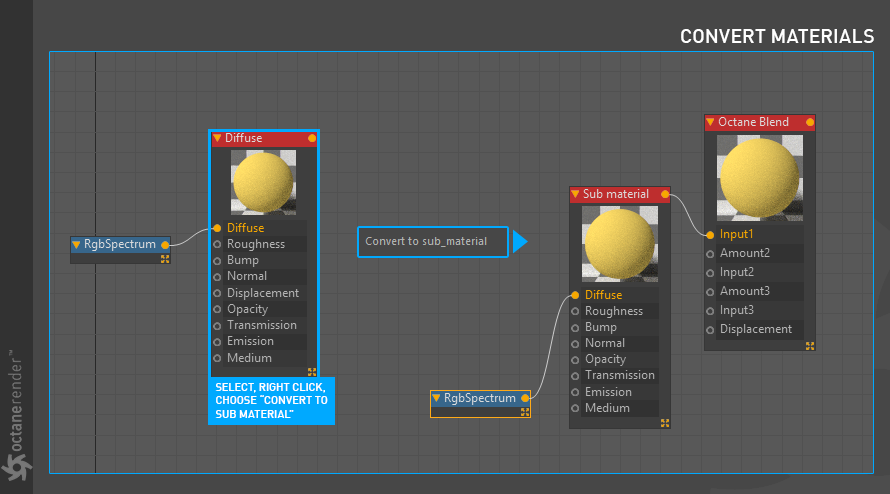 CONVERT MATERIALS
Diffuse
RgbSpectrum
Diffuse
Roughness
Bump
Normal
Displacement
Opacity
Transmission
Emission
Medium
SELECT, RIGHT CLICK,
CHOOSE "CONVERT TO
SUB MATERIAL"
Convert to sub_material
RgbSpectrum
Sub material
Diffuse
Roughness
Bump
Normal
Opacity
Transmission
Emission
Medium
Octane Blend
Input1
Amount2
Input2
Amount3
Input3
Displacement
octanerender™